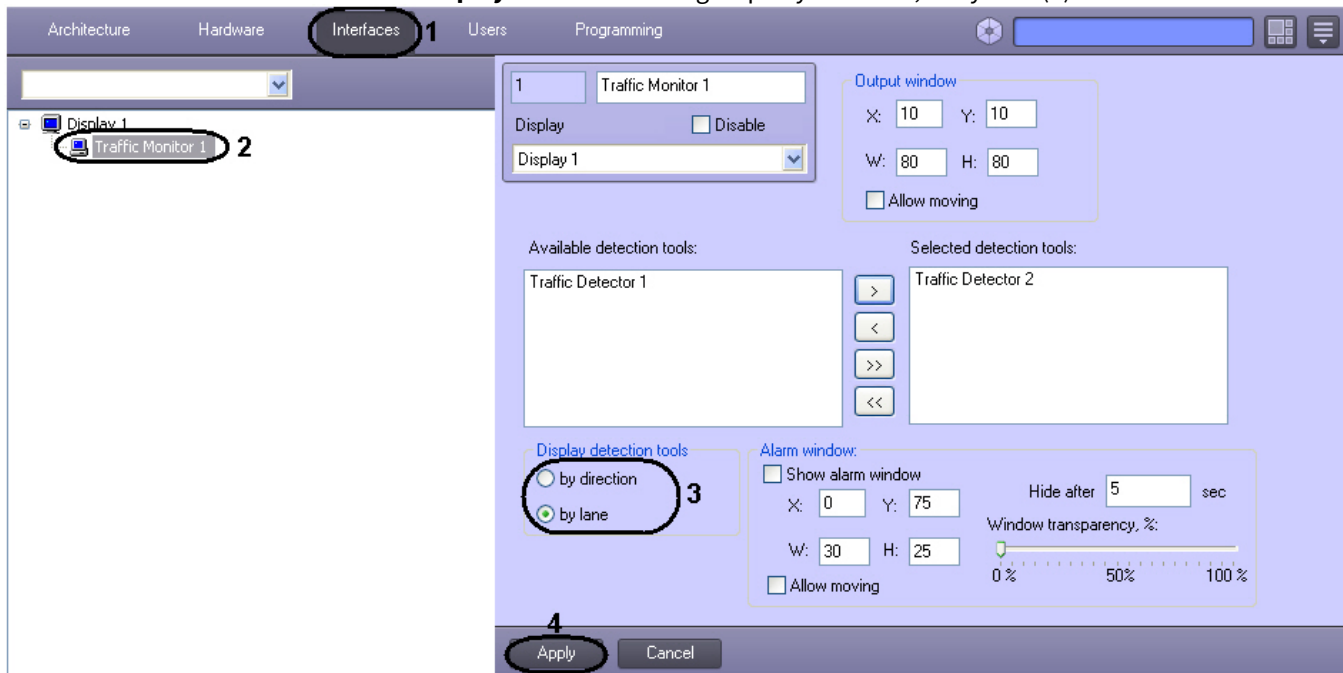 Architecture Hardware Interfaces 1 Users Programming
Display 1
Traffic Monitor 1 2
1 Traffic Monitor 1
Display Disable
Display 1
Output window
X: 10 Y: 10
W: 80 H: 80
Allow moving
Available detection tools:
Traffic Detector 1
>
<
>>
<<
Selected detection tools:
Traffic Detector 2
Display detection tools
by direction
by lane
3
Alarm window:
Show alarm window
X: 0 Y: 75
W: 30 H: 25
Allow moving
Hide after 5 sec
Window transparency, %:
0 % 50% 100 %
4
Apply Cancel